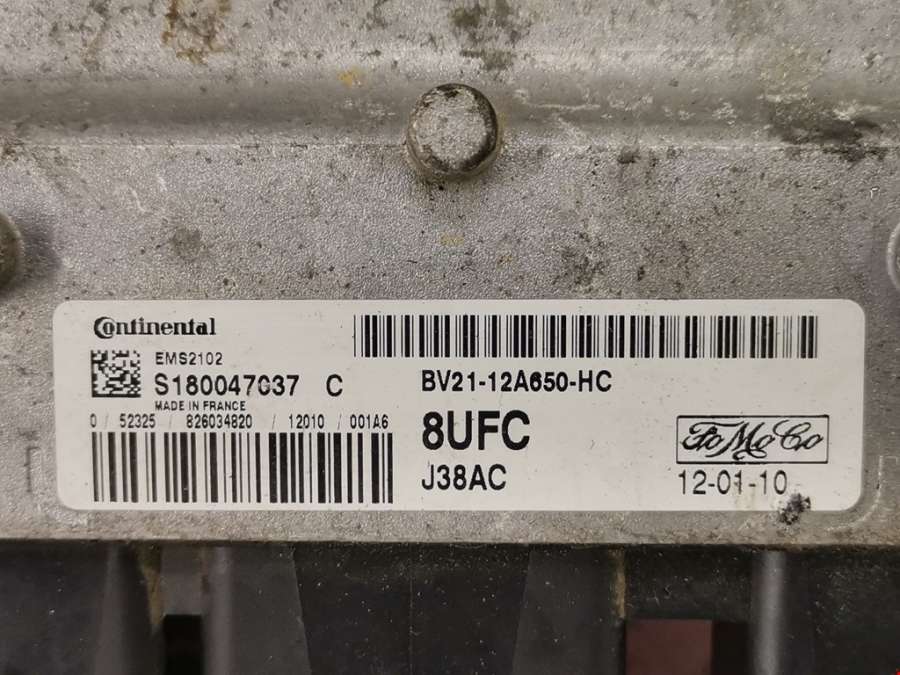 Continental
EMS2102
S180047037 C
MADE IN FRANCE
0 / 52325 / 826034820 / 12010 / 001A6
BV21-12A650-HC
8UFC
J38AC
FoMoCo
12-01-10